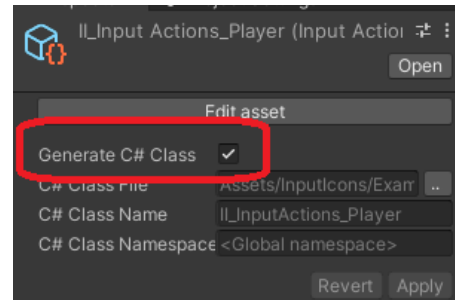 II_Input Actions_Player (Input Actio
Open
Edit asset
Generate C# Class
C# Class File Assets/InputIcons/Exam ..
C# Class Name II_InputActions_Player
C# Class Namespace <Global namespace>
Revert Apply